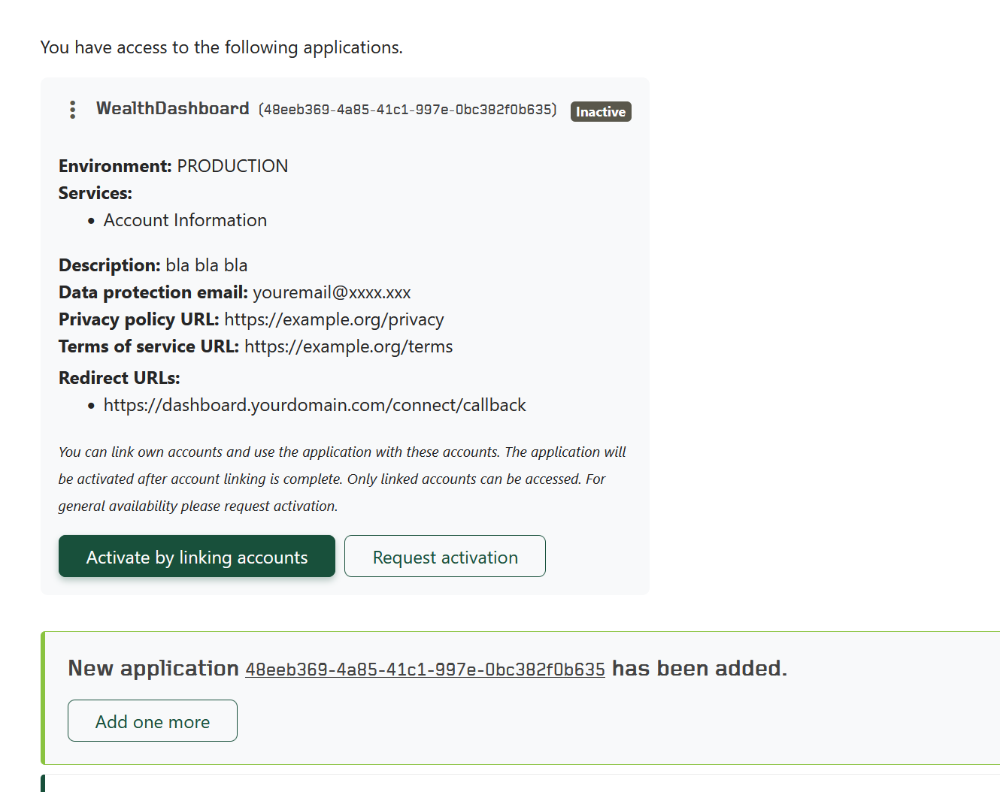 You have access to the following applications.
WealthDashboard (48eeb369-4a85-41c1-997e-0bc382f0b635) Inactive
Environment: PRODUCTION
Services:
• Account Information
Description: bla bla bla
Data protection email: youremail@xxxx.xxx
Privacy policy URL: https://example.org/privacy
Terms of service URL: https://example.org/terms
Redirect URLs:
• https://dashboard.yourdomain.com/connect/callback
You can link own accounts and use the application with these accounts. The application will
be activated after account linking is complete. Only linked accounts can be accessed. For
general availability please request activation.
Activate by linking accounts Request activation
New application 48eeb369-4a85-41c1-997e-0bc382f0b635 has been added.
Add one more